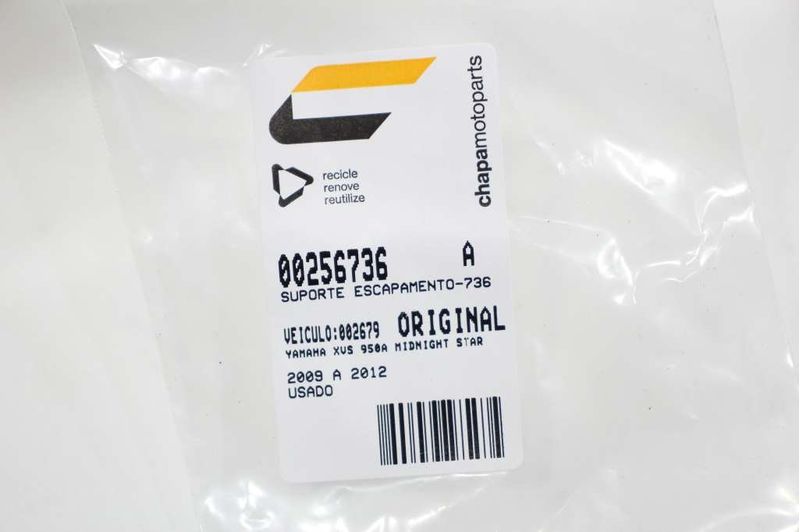 chapamotoparts
recicle
renove
reutilize
00256736 A
SUPORTE ESCAPAMENTO-736
VEICULO:002679 ORIGINAL
YAMAHA XVS 950A MIDNIGHT STAR
2009 A 2012
USADO